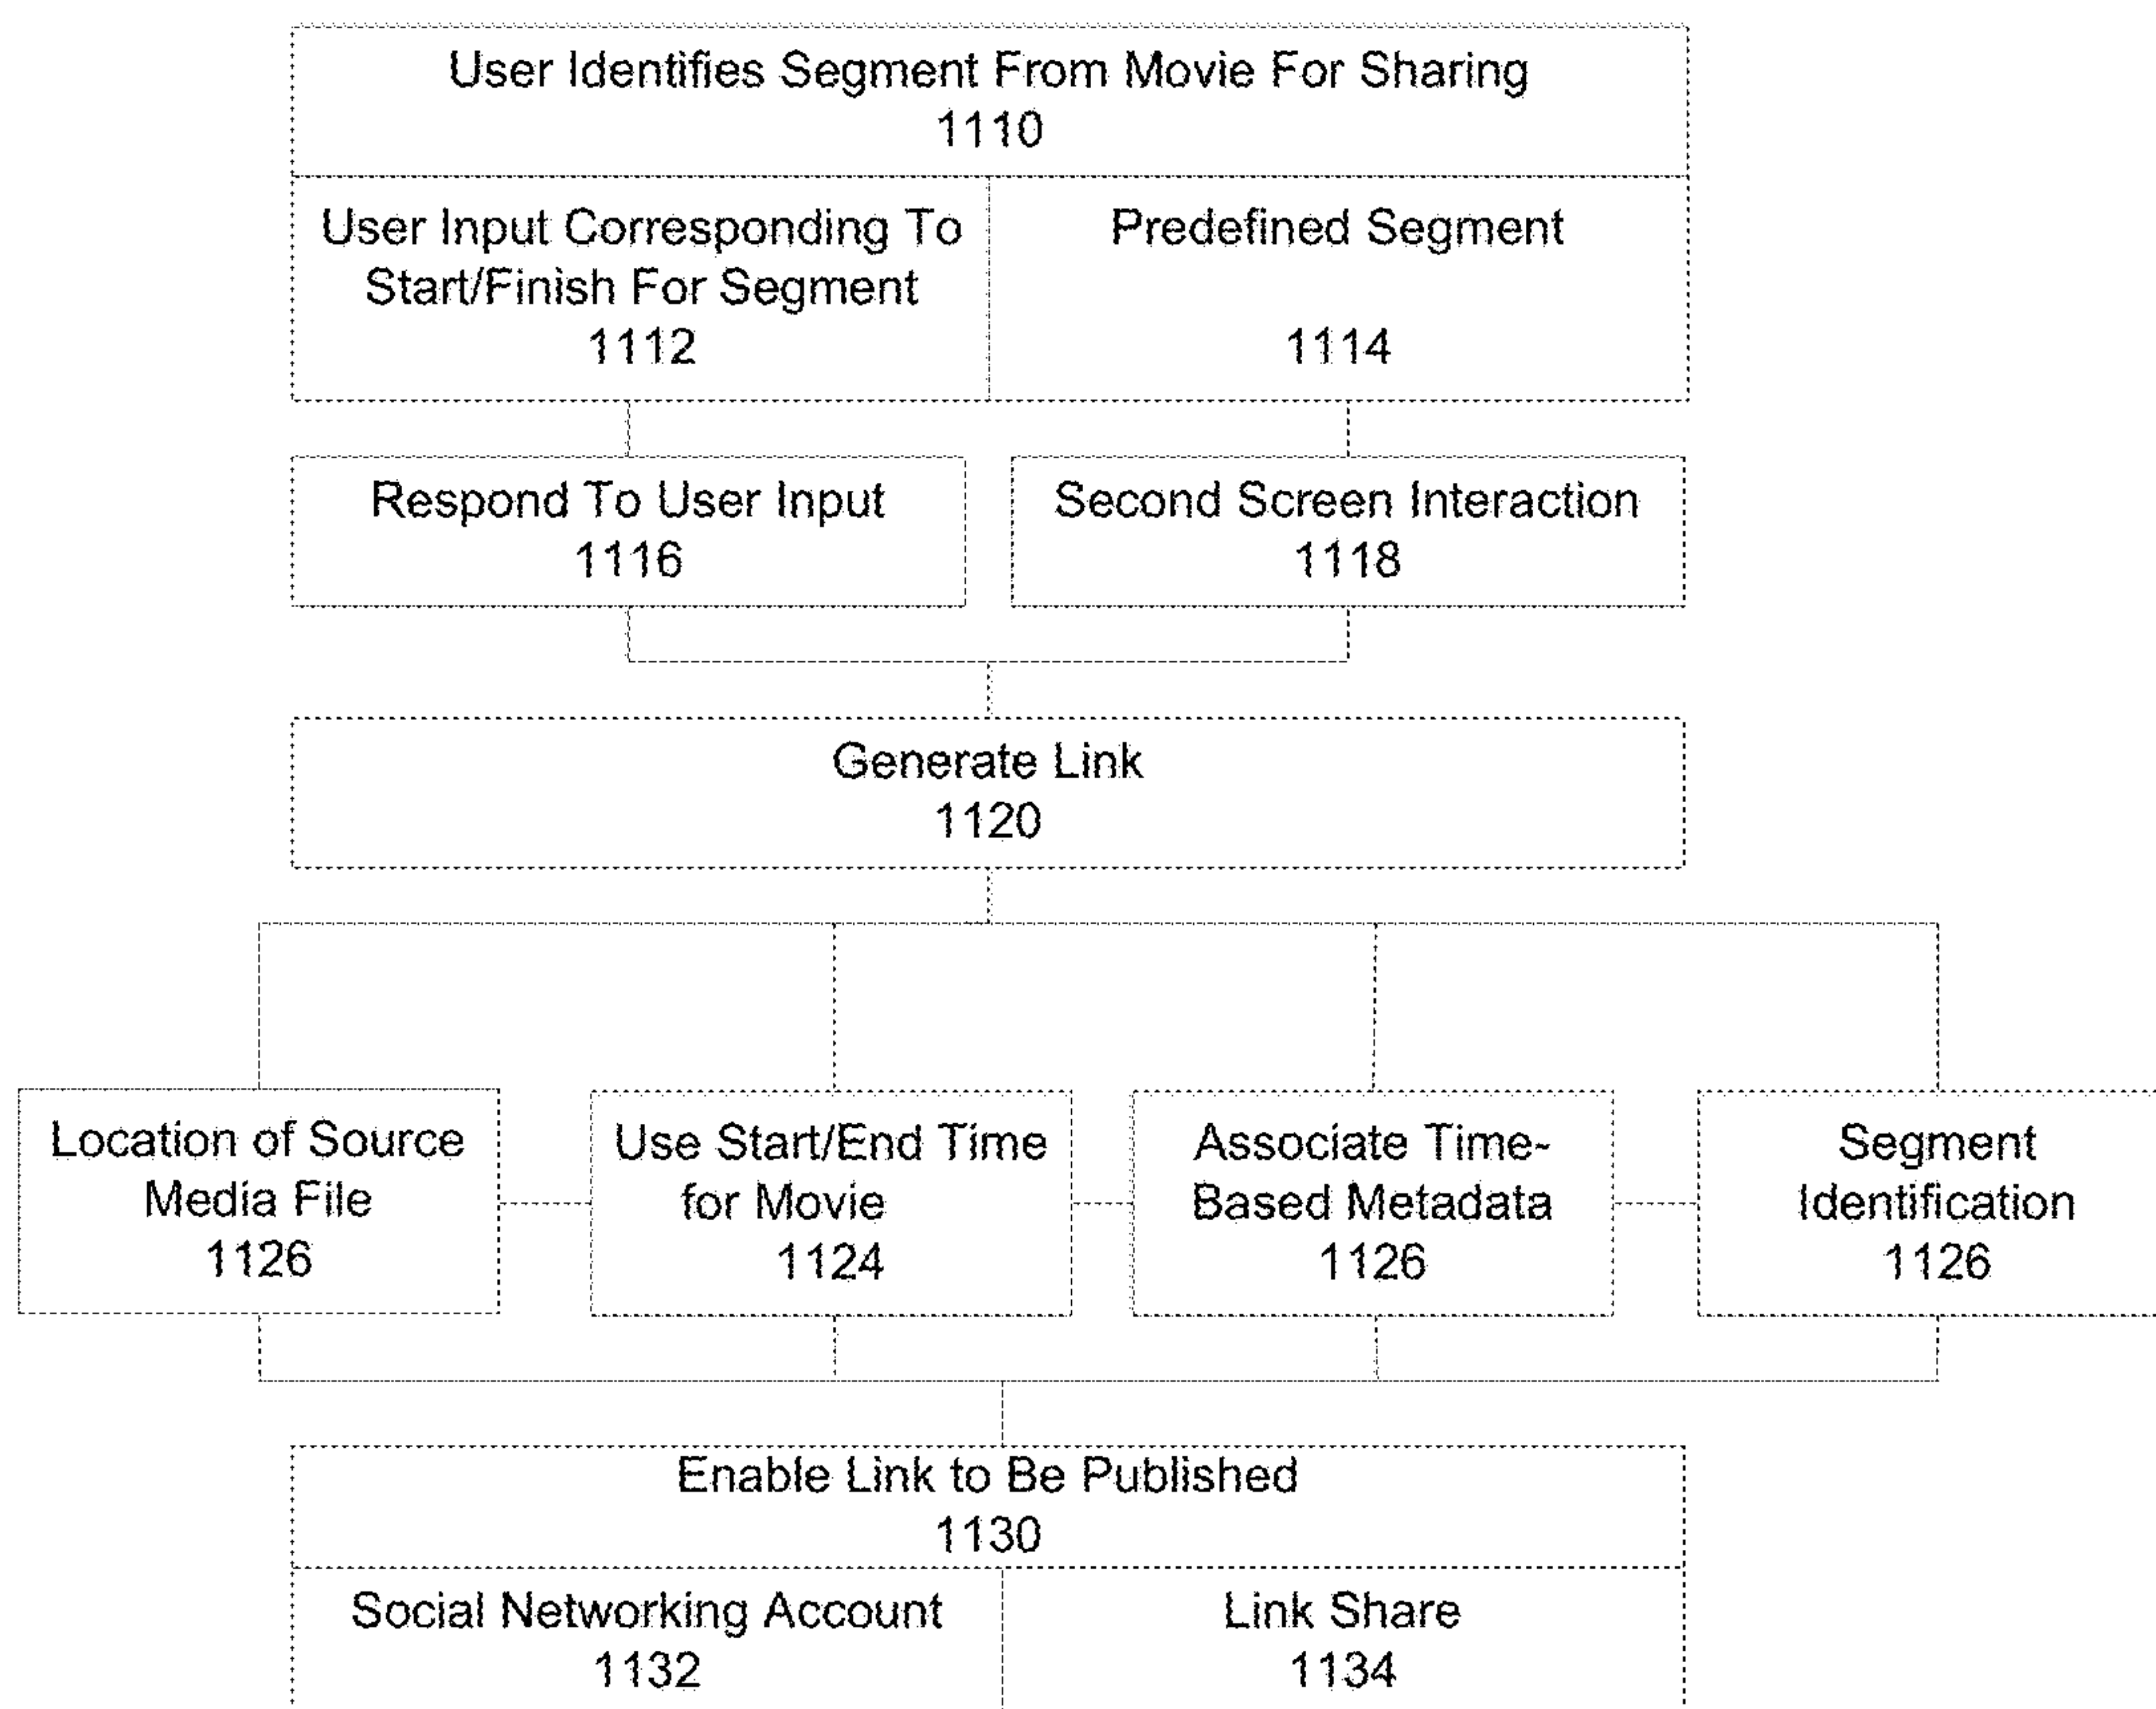 User Identifies Segment From Movie For Sharing
1110
User Input Corresponding To
Start/Finish For Segment
1112
Predefined Segment
1114
Respond To User Input
1116
Second Screen Interaction
1118
Generate Link
1120
Location of Source
Media File
1126
Use Start/End Time
for Movie
1124
Associate Time-
Based Metadata
1126
Segment
Identification
1126
Enable Link to Be Published
1130
Social Networking Account
1132
Link Share
1134